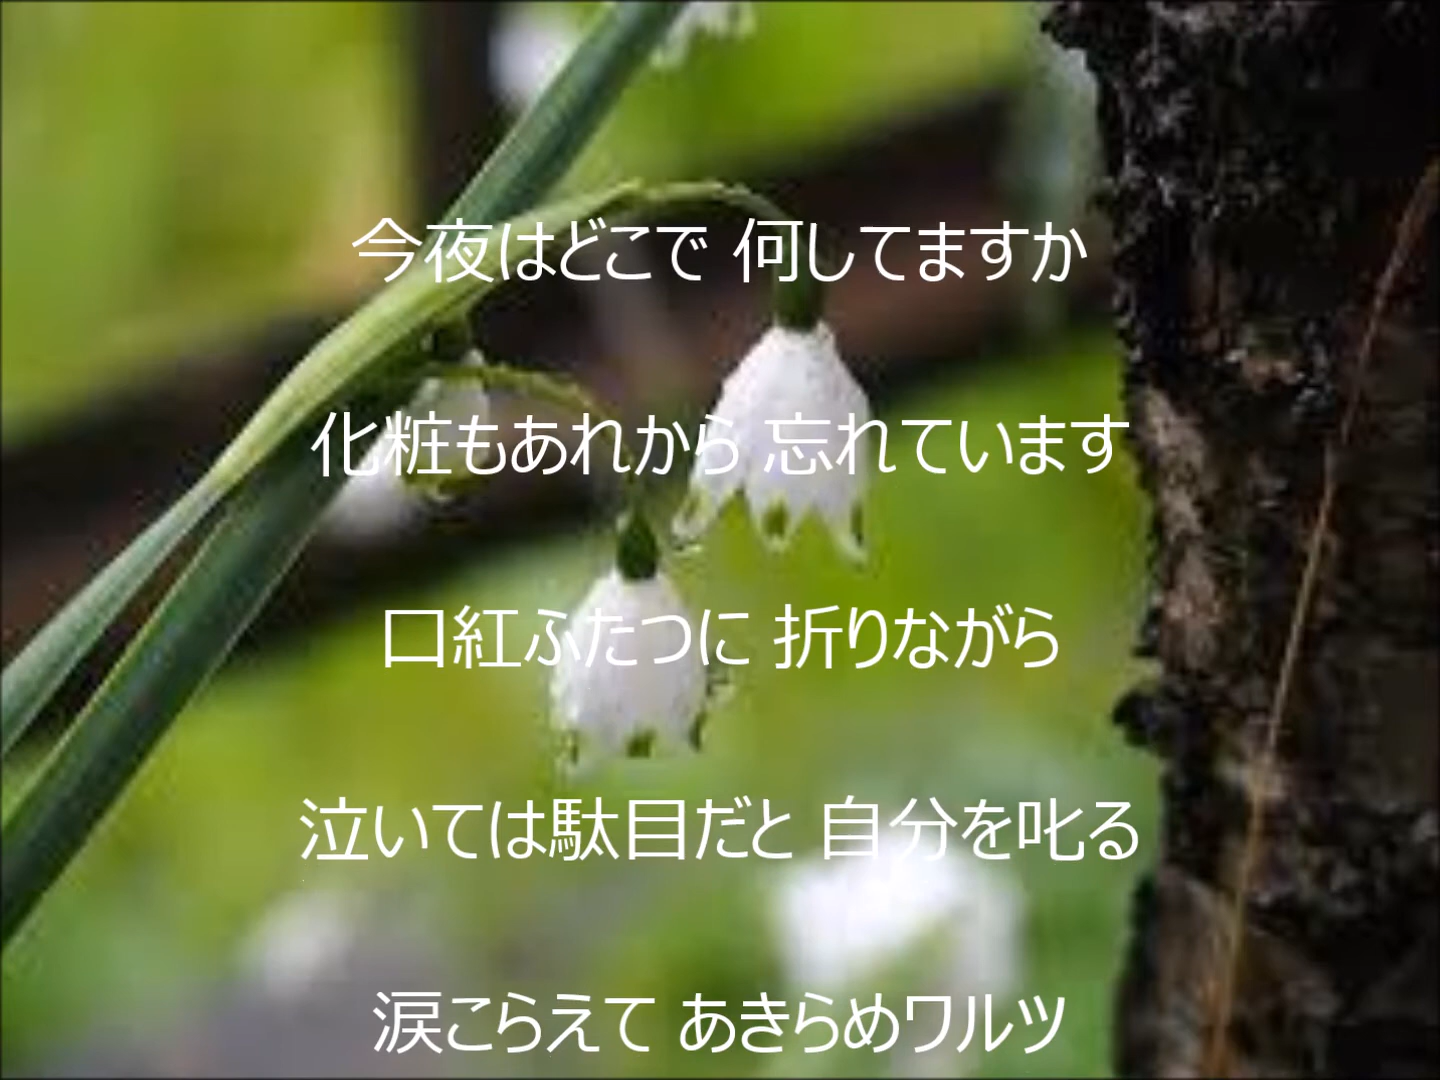 今夜はどこで 何してますか
化粧もあれから 忘れています
口紅ふたつに 折りながら
泣いては駄目だと 自分を叱る
涙こらえて あきらめワルツ